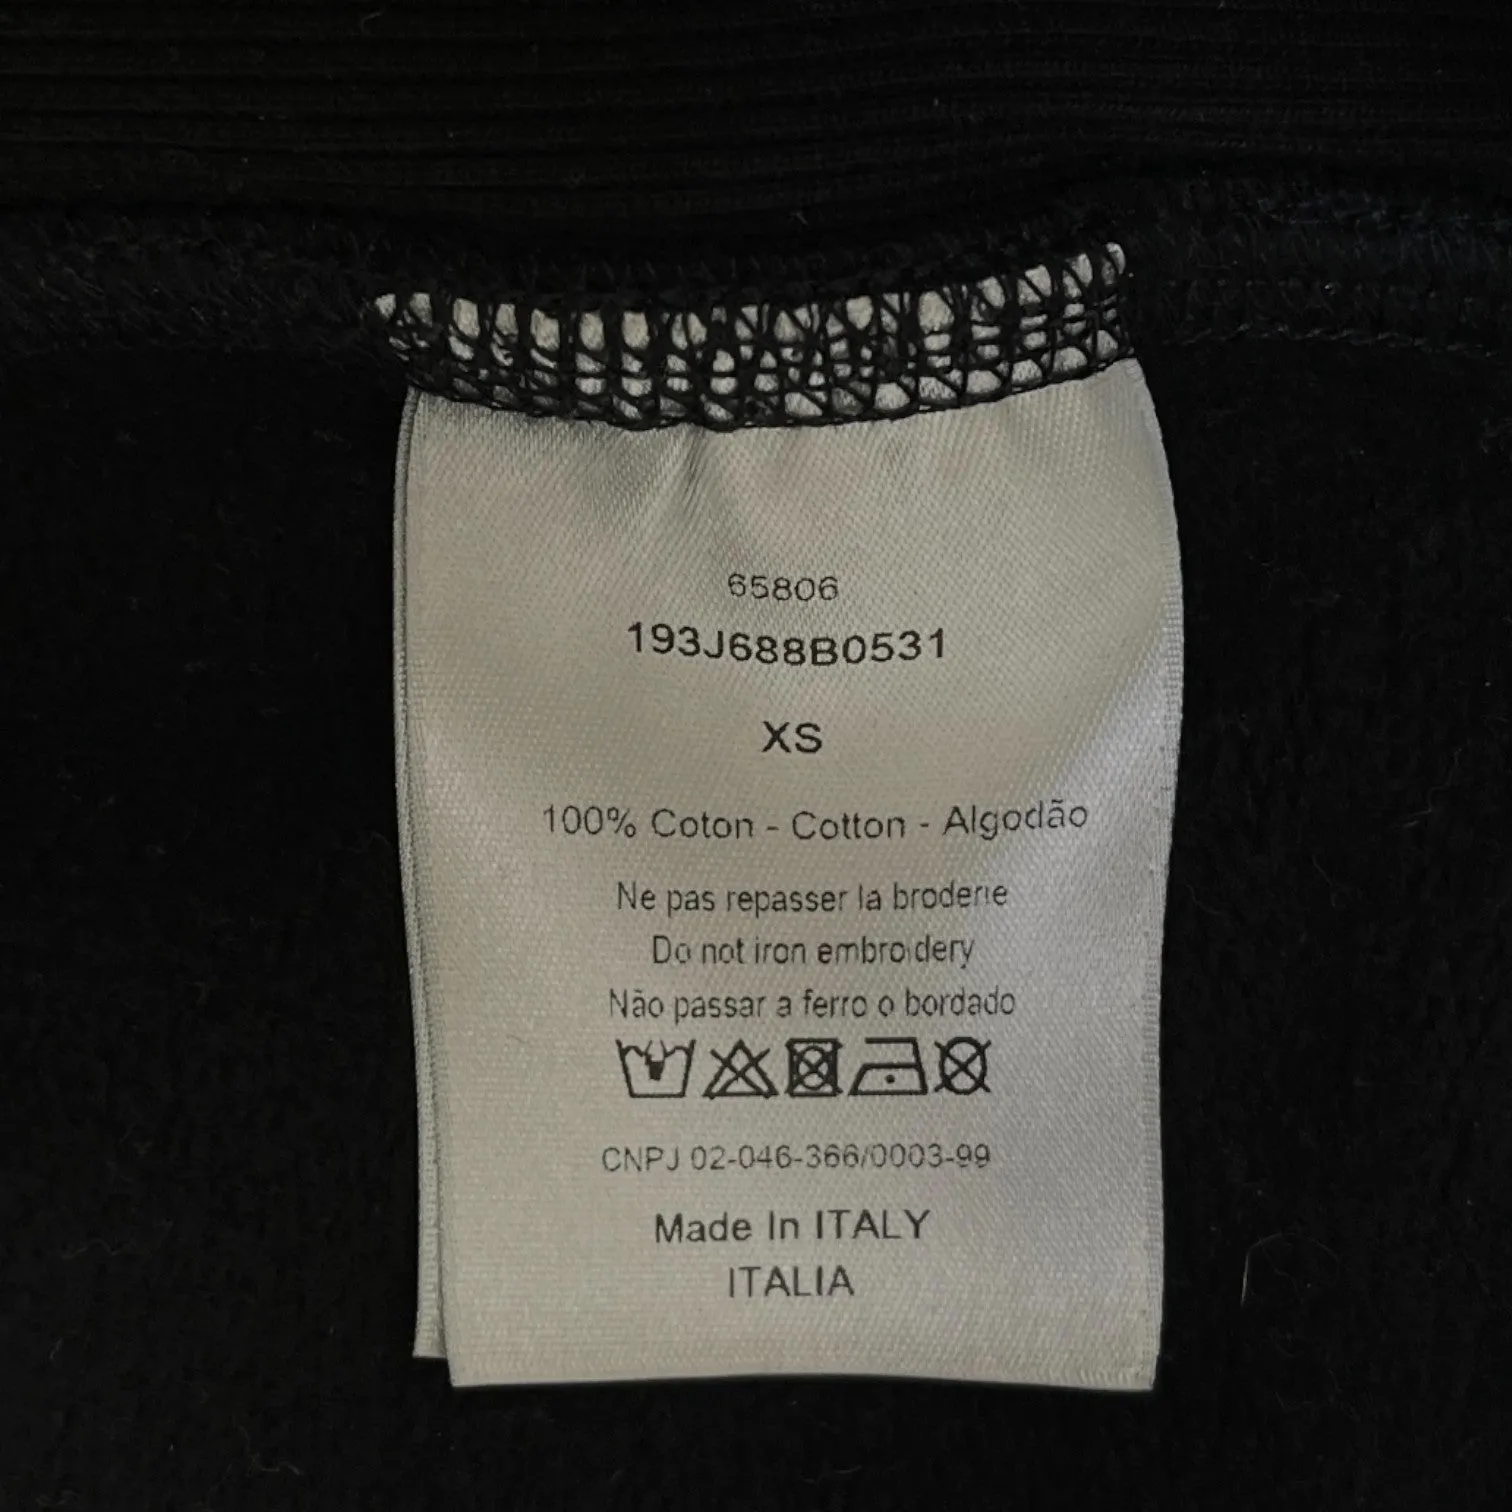 65806
193J688B0531
XS
100% Coton - Cotton - Algodão
Ne pas repasser la broderie
Do not iron embroidery
Não passar a ferro o bordado
CNPJ 02-046-366/0003-99
Made In ITALY
ITALIA